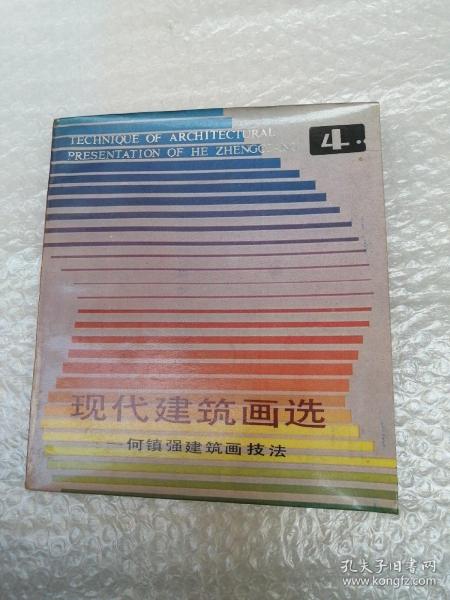 TECHNIQUE OF ARCHITECTURAL
PRESENTATION OF HE
4
现代建筑画选
—何镇强建筑画技法
孔夫子旧书网
www.kongfz.com